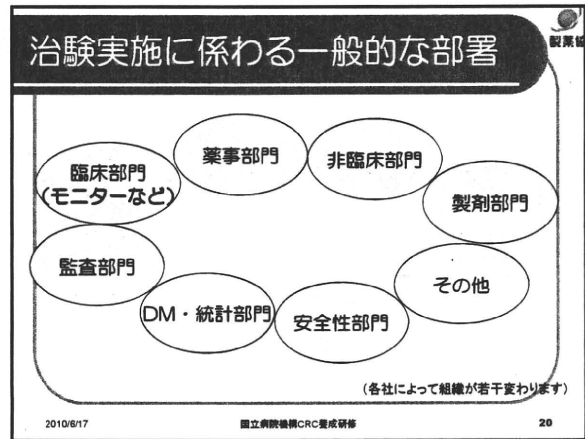 治験実施に係わる一般的な部署
製薬協
薬事部門
非臨床部門
臨床部門
(モニターなど)
製剤部門
監査部門
その他
DM・統計部門
安全性部門
(各社によって組織が若干変わります)
2010/6/17
国立病院機構CRC養成研修
20